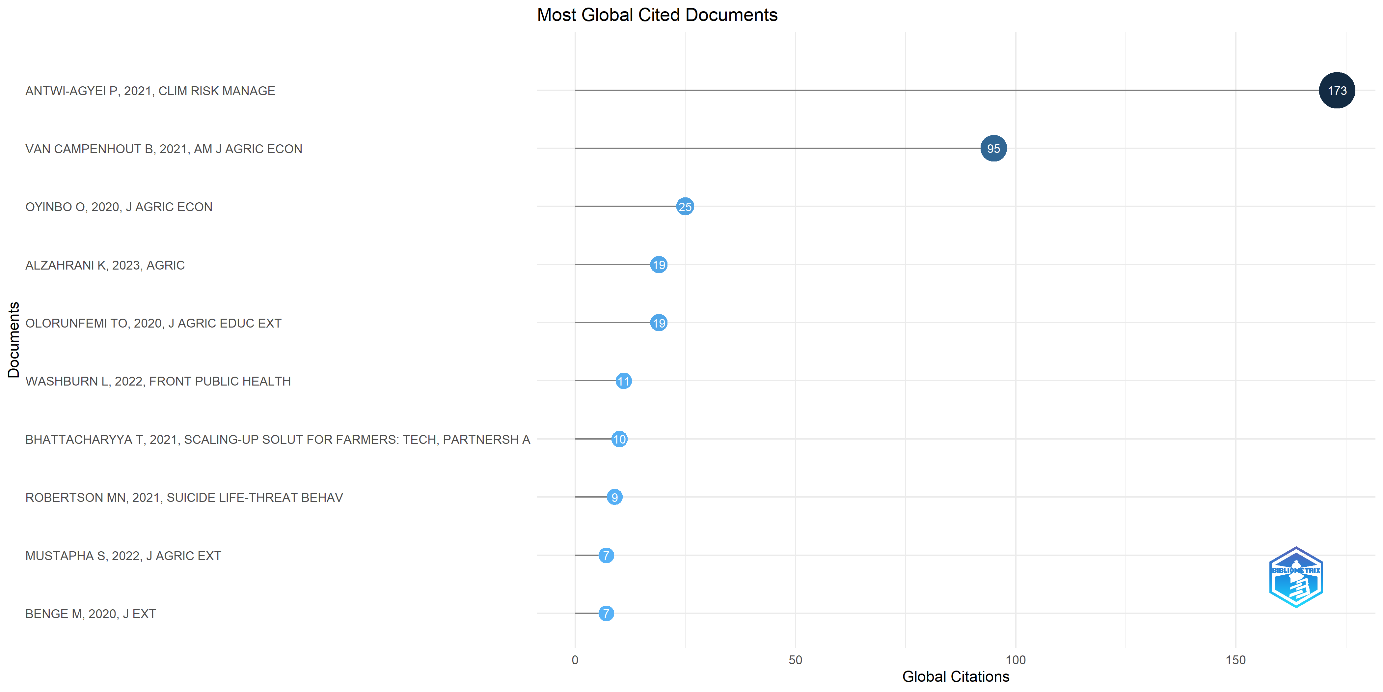 Most Global Cited Documents
ANTWI-AGYEI P, 2021, CLIM RISK MANAGE
173
VAN CAMPENHOUT B, 2021, AM J AGRIC ECON
95
OYINBO O, 2020, J AGRIC ECON
25
ALZAHRANI K, 2023, AGRIC
19
OLORUNFEMI TO, 2020, J AGRIC EDUC EXT
19
WASHBURN L, 2022, FRONT PUBLIC HEALTH
11
BHATTACHARYYA T, 2021, SCALING-UP SOLUT FOR FARMERS: TECH, PARTNERSH A
10
ROBERTSON MN, 2021, SUICIDE LIFE-THREAT BEHAV
9
MUSTAPHA S, 2022, J AGRIC EXT
7
BENGE M, 2020, J EXT
7
Documents
BIBLIOMETRIX
0
50
100
150
Global Citations